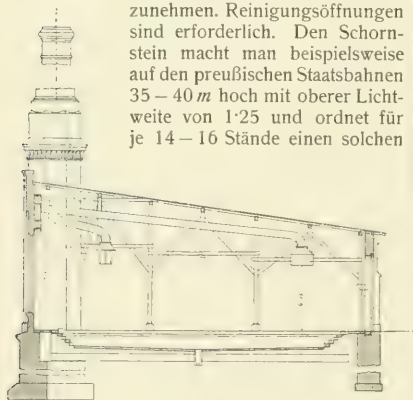 zunehmen. Reinigungsöffnungen
sind erforderlich. Den Schorn-
stein macht man beispielsweise
auf den preußischen Staatsbahnen
35 – 40 m hoch mit oberer Licht-
weite von 1·25 und ordnet für
je 14 – 16 Stände einen solchen